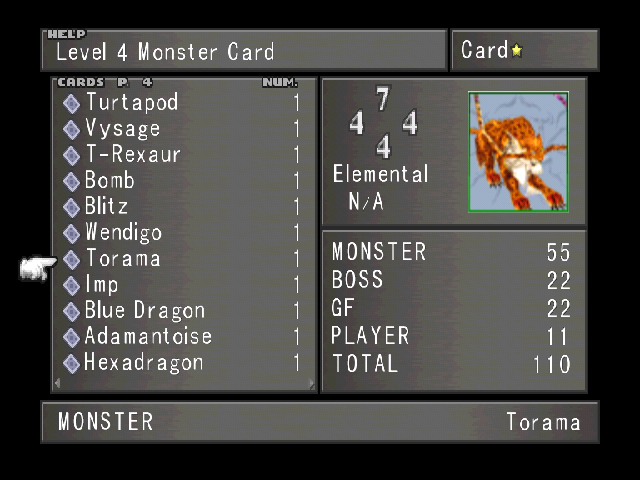 HELP
Level 4 Monster Card
Card
CARDS P. 4 NUM.
Turtapod 1
Vysage 1
T-Rexaur 1
Bomb 1
Blitz 1
Wendigo 1
Torama 1
Imp 1
Blue Dragon 1
Adamantoise 1
Hexadragon 1
7
4 4
4
Elemental
N/A
MONSTER 55
BOSS 22
GF 22
PLAYER 11
TOTAL 110
MONSTER Torama